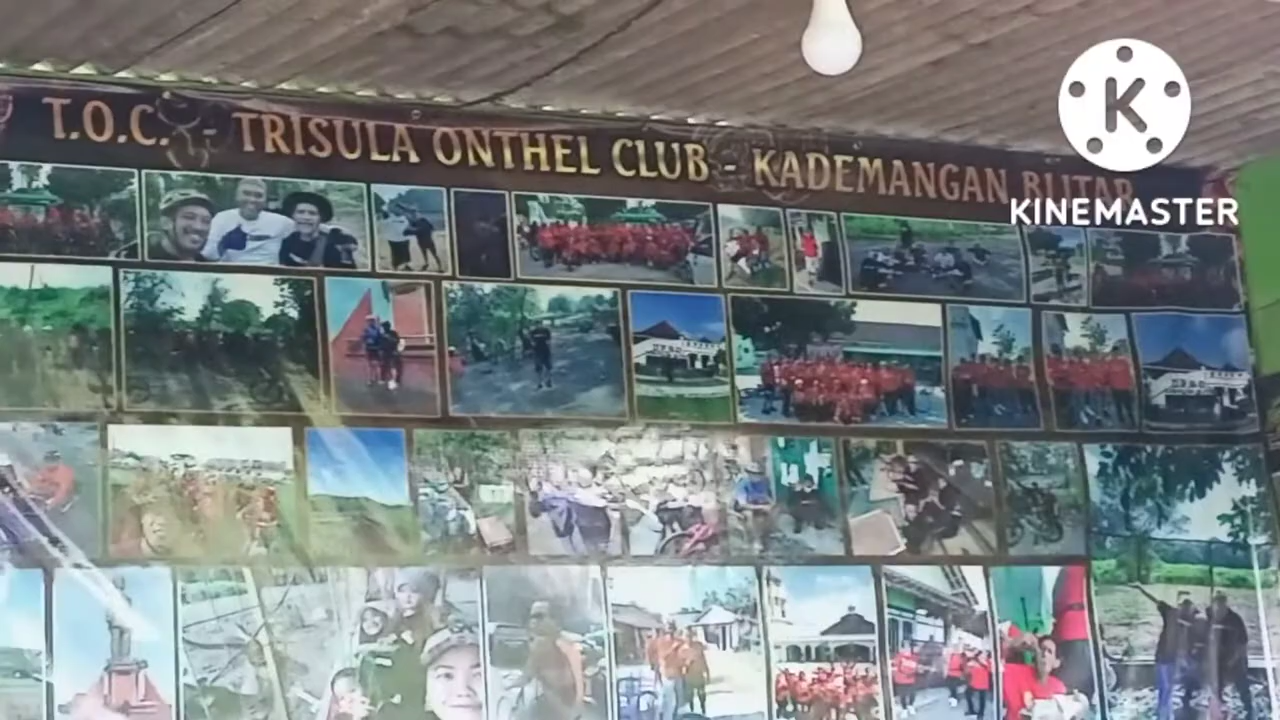 T.O.C. - TRISULA ONTHEL CLUB - KADEMANGAN BLITAR
K
KINEMASTER